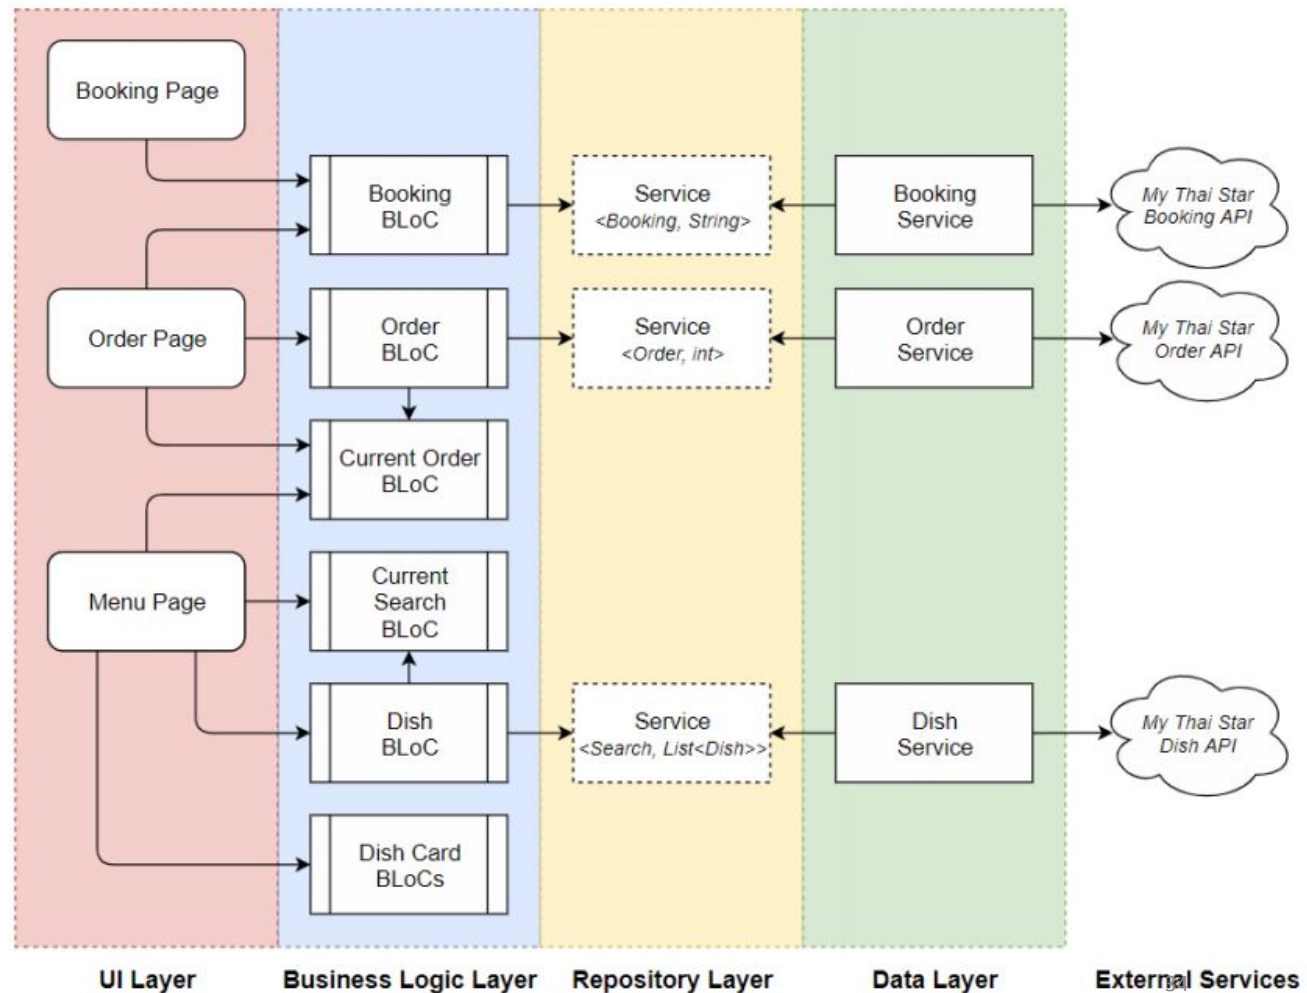 Booking Page
Booking
BLoC
Service
<Booking, String>
Booking
Service
My Thai Star
Booking API
Order Page
Order
BLoC
Service
<Order, int>
Order
Service
My Thai Star
Order API
Current Order
BLoC
Menu Page
Current
Search
BLoC
Dish
BLoC
Service
<Search, List<Dish>>
Dish
Service
My Thai Star
Dish API
Dish Card
BLoCs
UI Layer
Business Logic Layer
Repository Layer
Data Layer
External Services